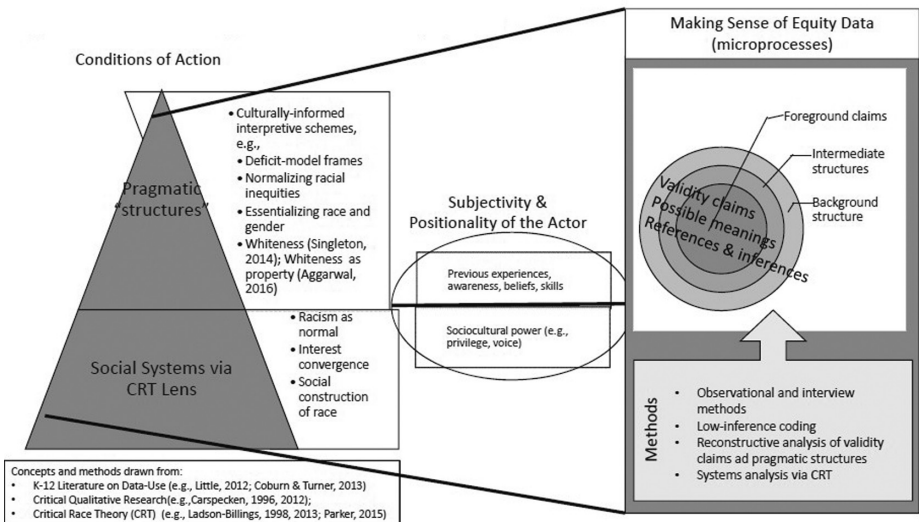 Conditions of Action
Pragmatic
"structures"
• Culturally-informed
interpretive schemes,
e.g.,
• Deficit-model frames
• Normalizing racial
inequities
• Essentializing race and
gender
• Whiteness (Singleton,
2014); Whiteness as
property (Aggarwal,
2016)
Social Systems via
CRT Lens
• Racism as
normal
• Interest
convergence
• Social
construction
of race
Subjectivity &
Positionality of the Actor
Previous experiences,
awareness, beliefs, skills
Sociocultural power (e.g.,
privilege, voice)
Making Sense of Equity Data
(microprocesses)
Foreground claims
Intermediate
structures
Background
structure
Validity claims
Possible meanings
References & inferences
Methods
• Observational and interview
methods
• Low-inference coding
• Reconstructive analysis of validity
claims ad pragmatic structures
• Systems analysis via CRT
Concepts and methods drawn from:
• K-12 Literature on Data-Use (e.g., Little, 2012; Coburn & Turner, 2013)
• Critical Qualitative Research(e.g.,Carspecken, 1996, 2012);
• Critical Race Theory (CRT) (e.g., Ladson-Billings, 1998, 2013; Parker, 2015)